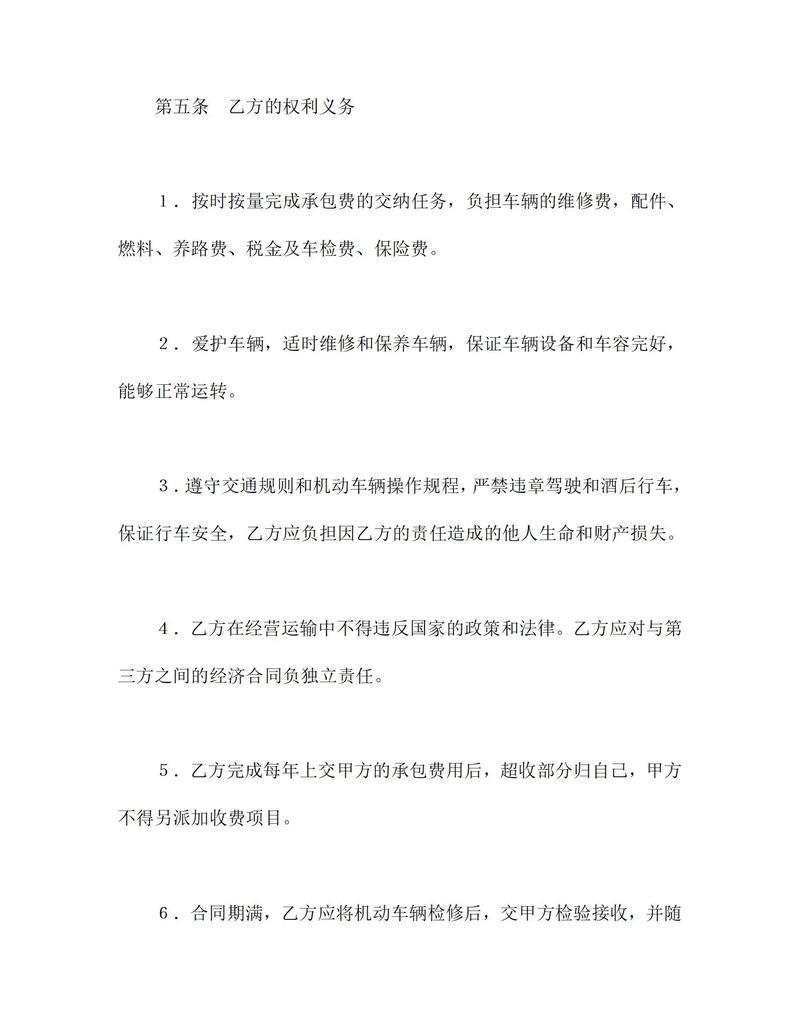 第五条　乙方的权利义务
１．按时按量完成承包费的交纳任务，负担车辆的维修费，配件、
燃料、养路费、税金及车检费、保险费。
２．爱护车辆，适时维修和保养车辆，保证车辆设备和车容完好，
能够正常运转。
３．遵守交通规则和机动车辆操作规程，严禁违章驾驶和酒后行车，
保证行车安全，乙方应负担因乙方的责任造成的他人生命和财产损失。
４．乙方在经营运输中不得违反国家的政策和法律。乙方应对与第
三方之间的经济合同负独立责任。
５．乙方完成每年上交甲方的承包费用后，超收部分归自己，甲方
不得另派加收费项目。
６．合同期满，乙方应将机动车辆检修后，交甲方检验接收，并随